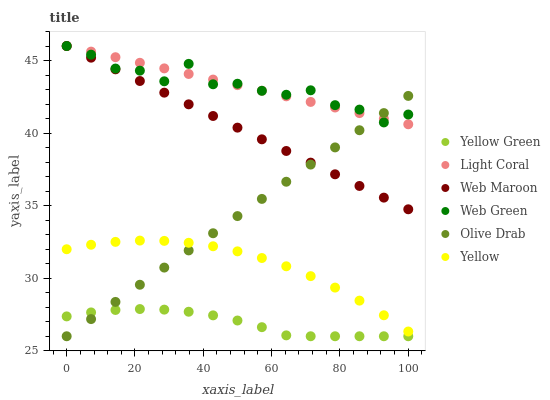 title
yaxis_label
45
40
35
30
25
0
20
40
60
80
100
xaxis_label
Yellow Green
Light Coral
Web Maroon
Web Green
Olive Drab
Yellow